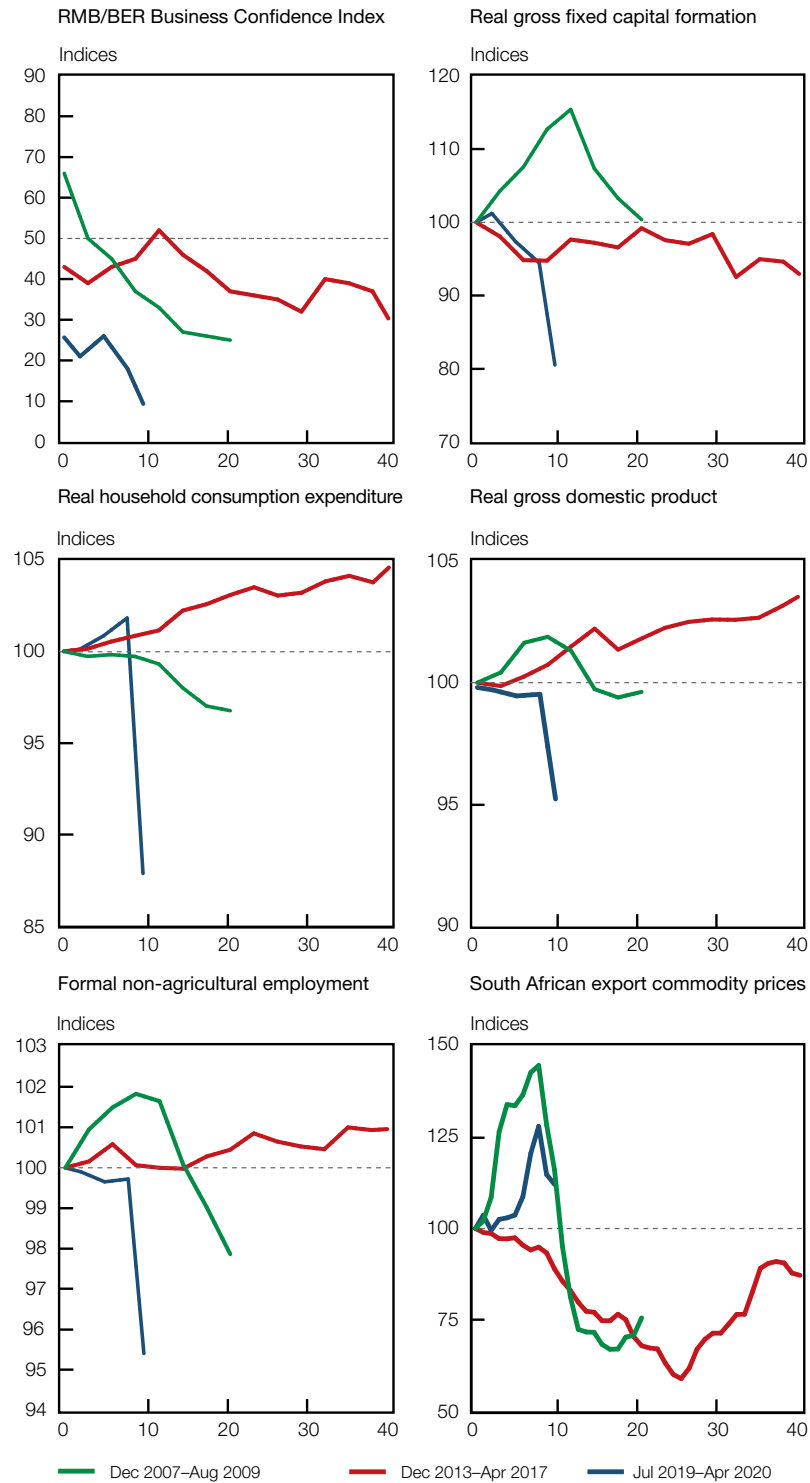 RMB/BER Business Confidence Index
Indices
90
80
70
60
50
40
30
20
10
0
0 10 20 30 40
Real gross fixed capital formation
Indices
120
110
100
90
80
70
0 10 20 30 40
Real household consumption expenditure
Indices
105
100
95
90
85
0 10 20 30 40
Real gross domestic product
Indices
105
100
95
90
0 10 20 30 40
Formal non-agricultural employment
Indices
103
102
101
100
99
98
97
96
95
94
0 10 20 30 40
South African export commodity prices
Indices
150
125
100
75
50
0 10 20 30 40
Dec 2007–Aug 2009 Dec 2013–Apr 2017 Jul 2019–Apr 2020